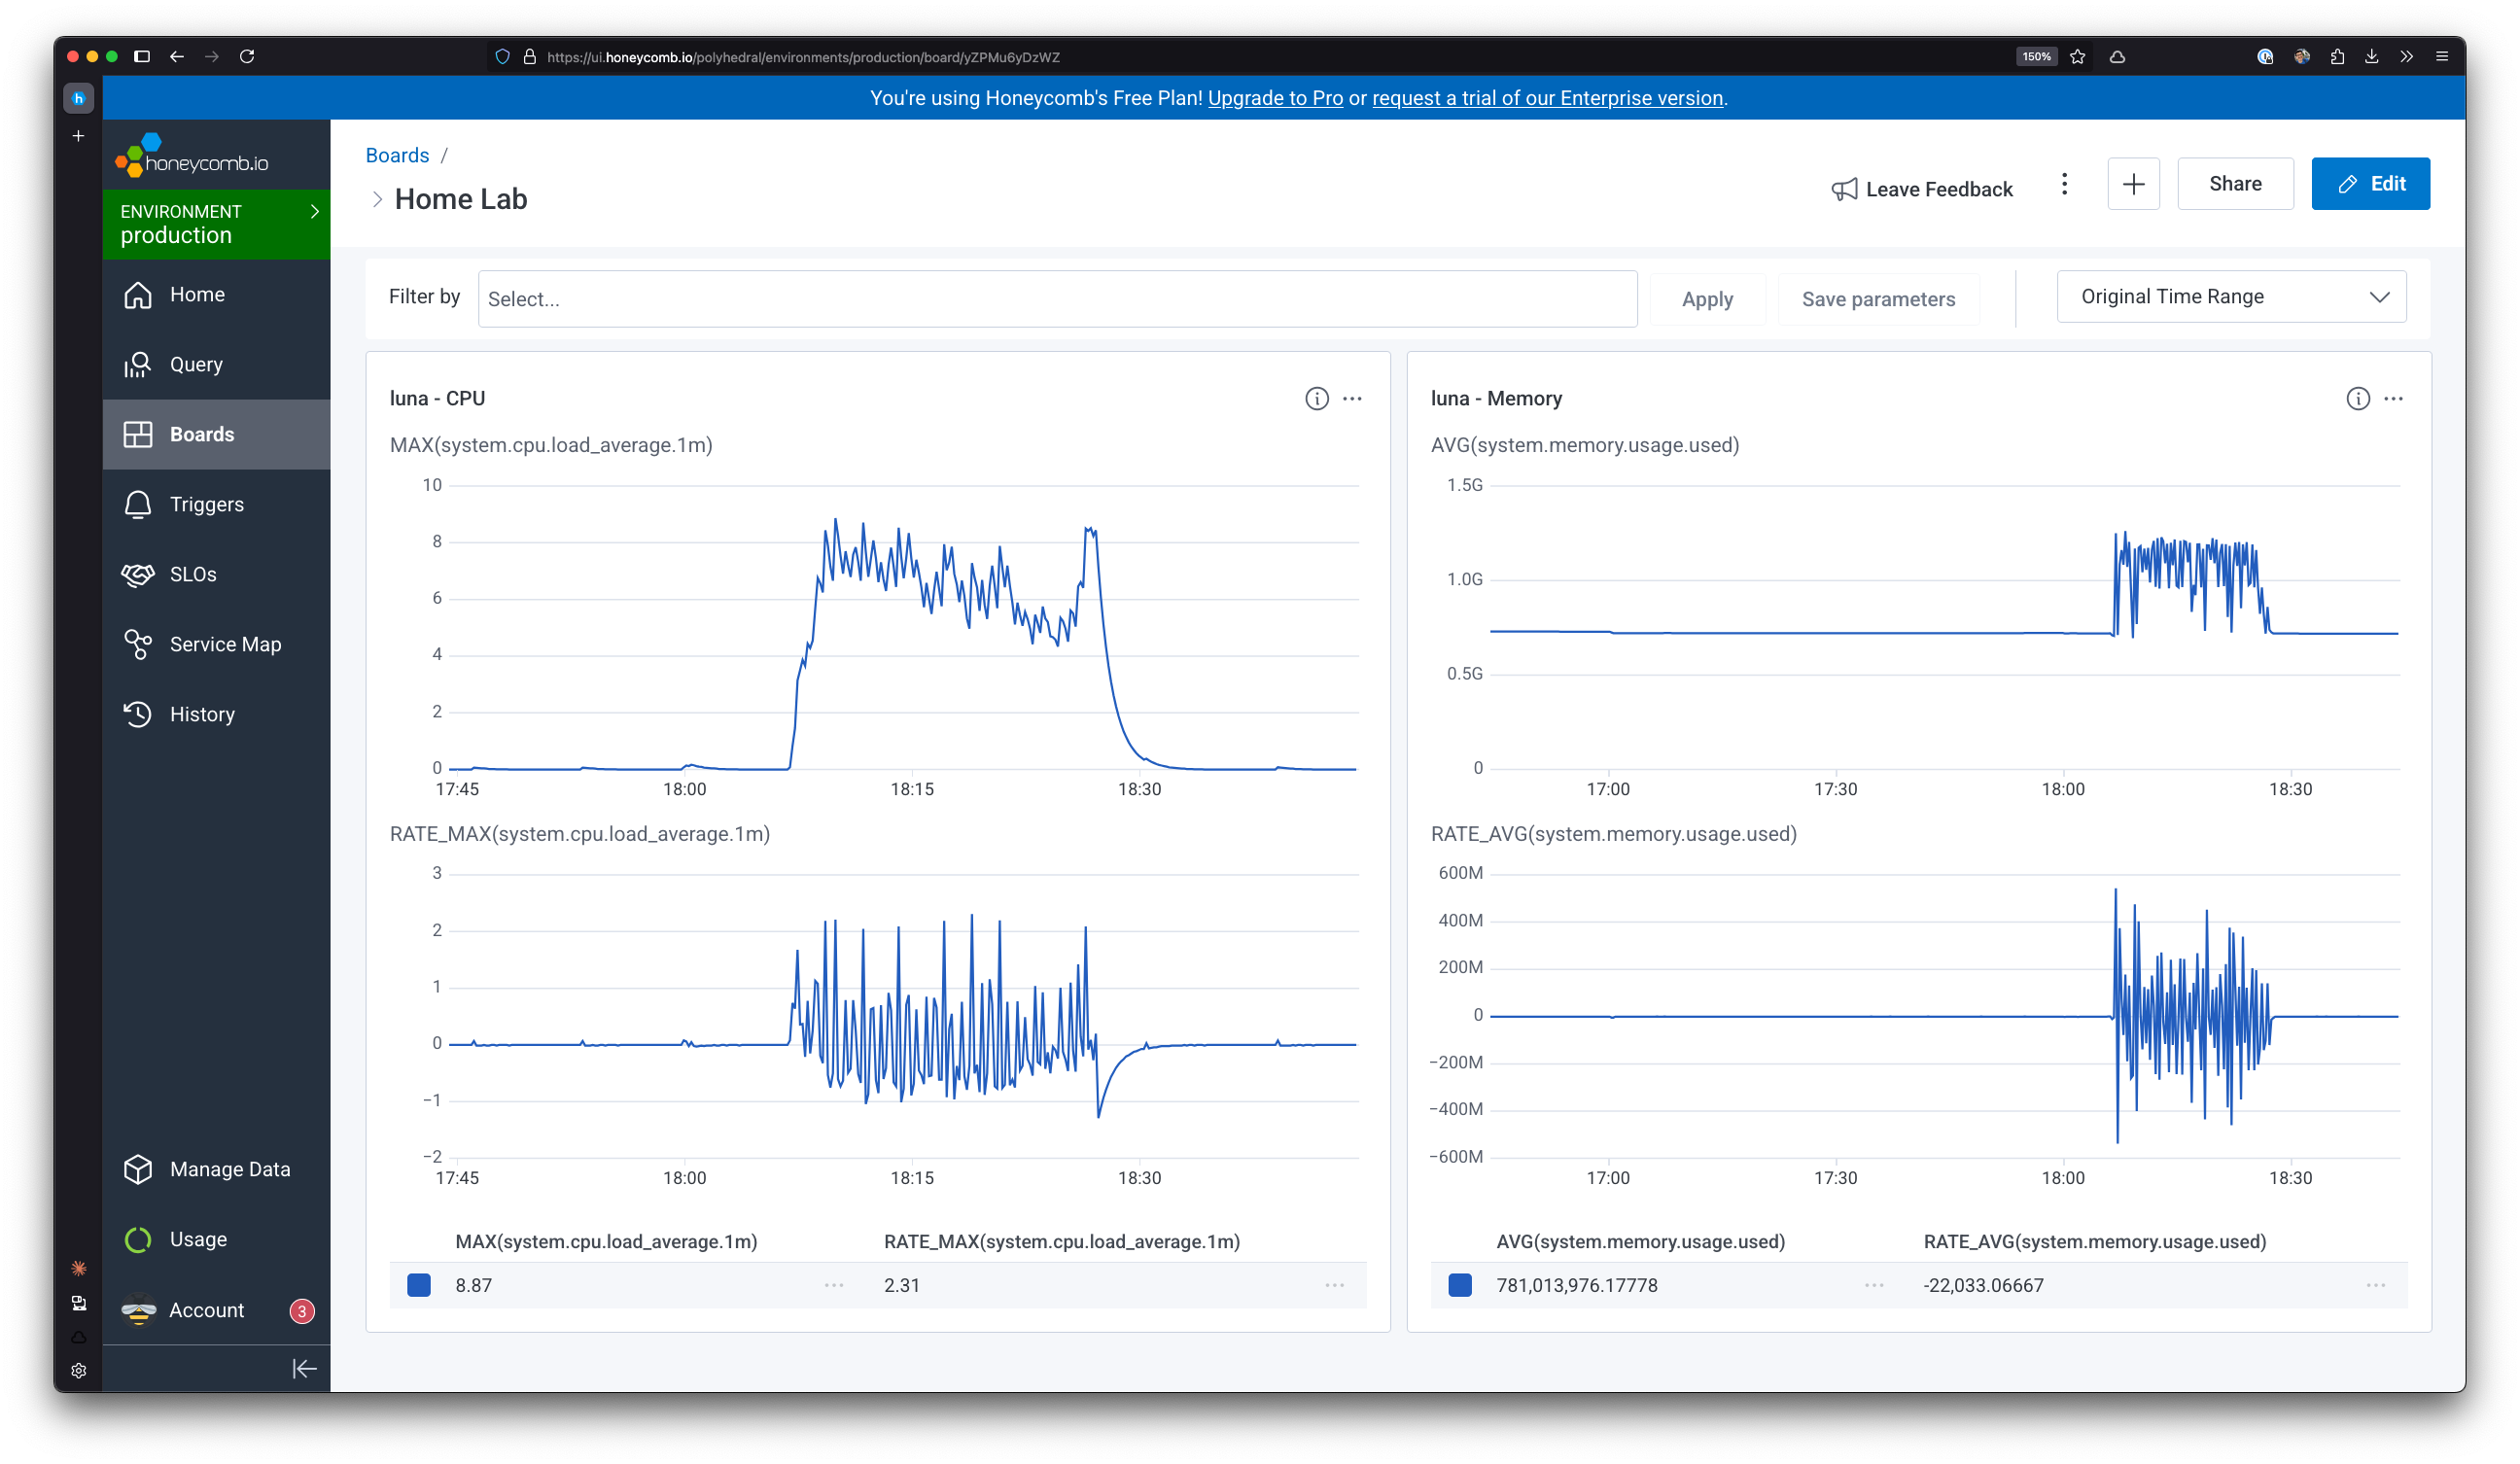 https://ui.honeycomb.io/polyhedral/environments/production/board/yZPMu6yDzWZ
150%
You're using Honeycomb's Free Plan! Upgrade to Pro or request a trial of our Enterprise version.
h
honeycomb.io
ENVIRONMENT
production
Home
Query
Boards
Triggers
SLOs
Service Map
History
Manage Data
Usage
Account
3
Boards /
Home Lab
Leave Feedback
Share
Edit
Filter by
Select...
Apply
Save parameters
Original Time Range
luna - CPU
MAX(system.cpu.load_average.1m)
10
8
6
4
2
0
17:45 18:00 18:15 18:30
RATE_MAX(system.cpu.load_average.1m)
3
2
1
0
−1
−2
17:45 18:00 18:15 18:30
MAX(system.cpu.load_average.1m) RATE_MAX(system.cpu.load_average.1m)
8.87 2.31
luna - Memory
AVG(system.memory.usage.used)
1.5G
1.0G
0.5G
0
17:00 17:30 18:00 18:30
RATE_AVG(system.memory.usage.used)
600M
400M
200M
0
−200M
−400M
−600M
17:00 17:30 18:00 18:30
AVG(system.memory.usage.used) RATE_AVG(system.memory.usage.used)
781,013,976.17778 -22,033.06667